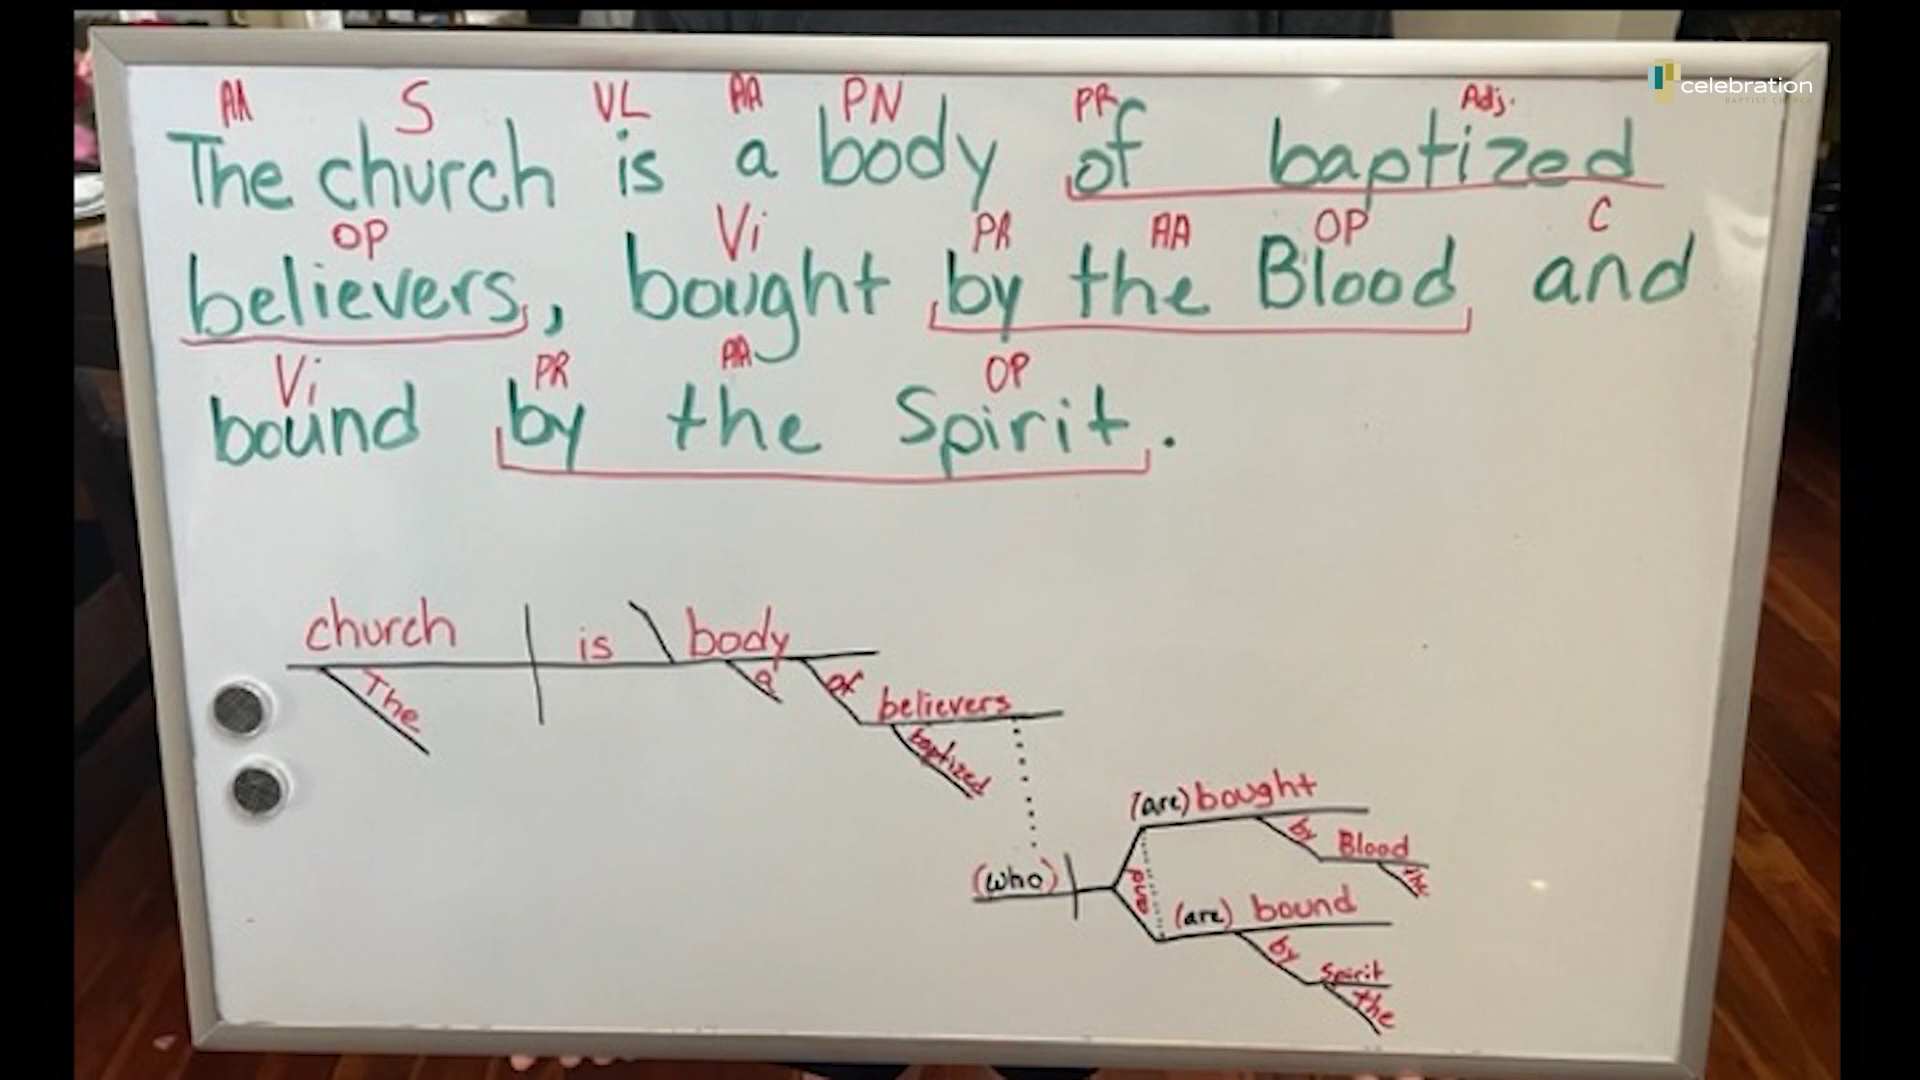 celebration
BAPTIST CHURCH
AA S VL AA PN PR Adj.
The church is a body of baptized
OP Vi PR AA OP C
believers, bought by the Blood and
Vi PR AA OP
bound by the Spirit.
church is body
The a of believers
baptized
(are) bought
by Blood
the
(who) and
(are) bound
by Spirit
the